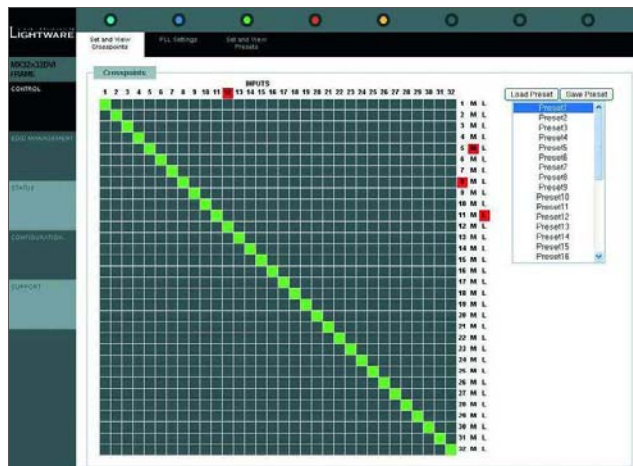 LIGHTWARE
Set and View Crosspoints
PLL Settings
Set and View Presets
MX32x32DVI
FRAME
CONTROL
EDID MANAGEMENT
STATUS
CONFIGURATION
SUPPORT
Crosspoints
INPUTS
1 2 3 4 5 6 7 8 9 10 11 12 13 14 15 16 17 18 19 20 21 22 23 24 25 26 27 28 29 30 31 32
1 M L
2 M L
3 M L
4 M L
5 M L
6 M L
7 M L
8 M L
9 M L
10 M L
11 M L
12 M L
13 M L
14 M L
15 M L
16 M L
17 M L
18 M L
19 M L
20 M L
21 M L
22 M L
23 M L
24 M L
25 M L
26 M L
27 M L
28 M L
29 M L
30 M L
31 M L
32 M L
Load Preset Save Preset
Preset1
Preset2
Preset3
Preset4
Preset5
Preset6
Preset7
Preset8
Preset9
Preset10
Preset11
Preset12
Preset13
Preset14
Preset15
Preset16